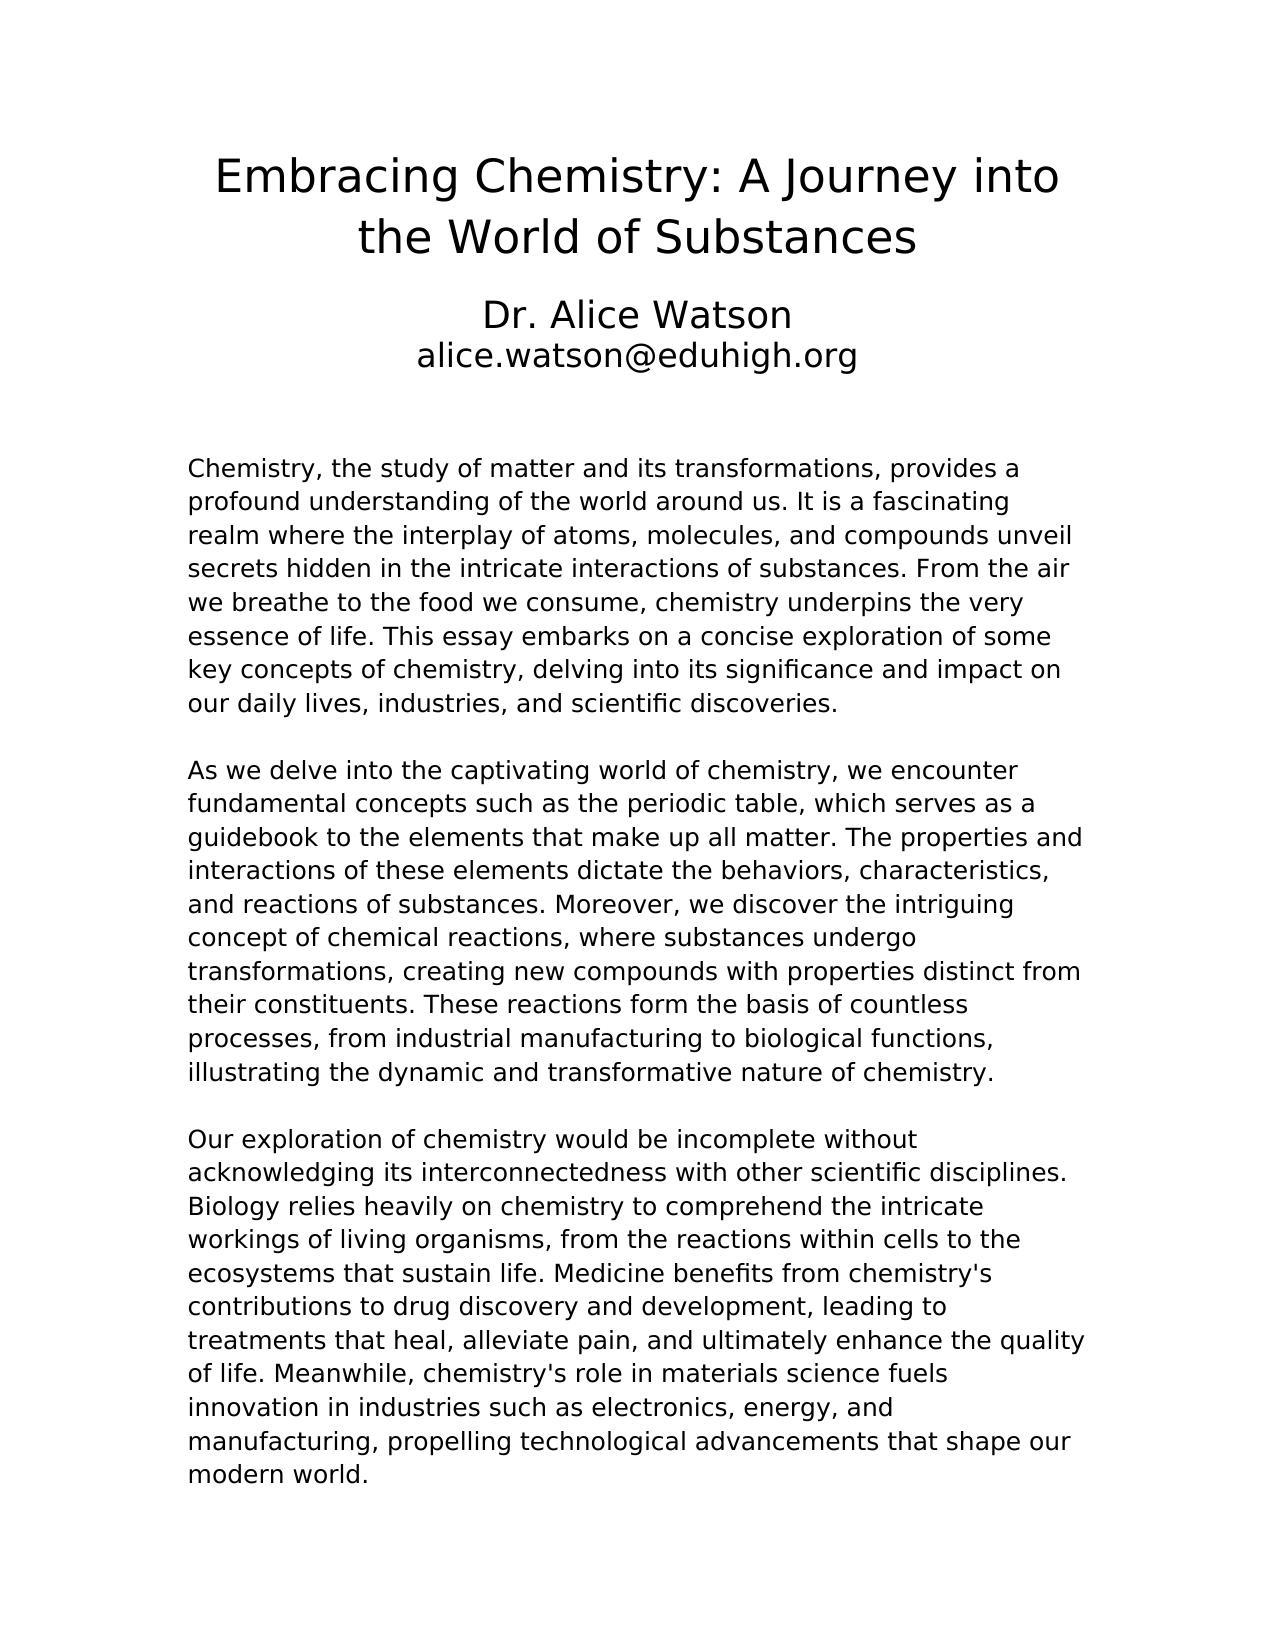 Embracing Chemistry: A Journey into
the World of Substances
Dr. Alice Watson
alice.watson@eduhigh.org
Chemistry, the study of matter and its transformations, provides a
profound understanding of the world around us. It is a fascinating
realm where the interplay of atoms, molecules, and compounds unveil
secrets hidden in the intricate interactions of substances. From the air
we breathe to the food we consume, chemistry underpins the very
essence of life. This essay embarks on a concise exploration of some
key concepts of chemistry, delving into its significance and impact on
our daily lives, industries, and scientific discoveries.
As we delve into the captivating world of chemistry, we encounter
fundamental concepts such as the periodic table, which serves as a
guidebook to the elements that make up all matter. The properties and
interactions of these elements dictate the behaviors, characteristics,
and reactions of substances. Moreover, we discover the intriguing
concept of chemical reactions, where substances undergo
transformations, creating new compounds with properties distinct from
their constituents. These reactions form the basis of countless
processes, from industrial manufacturing to biological functions,
illustrating the dynamic and transformative nature of chemistry.
Our exploration of chemistry would be incomplete without
acknowledging its interconnectedness with other scientific disciplines.
Biology relies heavily on chemistry to comprehend the intricate
workings of living organisms, from the reactions within cells to the
ecosystems that sustain life. Medicine benefits from chemistry's
contributions to drug discovery and development, leading to
treatments that heal, alleviate pain, and ultimately enhance the quality
of life. Meanwhile, chemistry's role in materials science fuels
innovation in industries such as electronics, energy, and
manufacturing, propelling technological advancements that shape our
modern world.